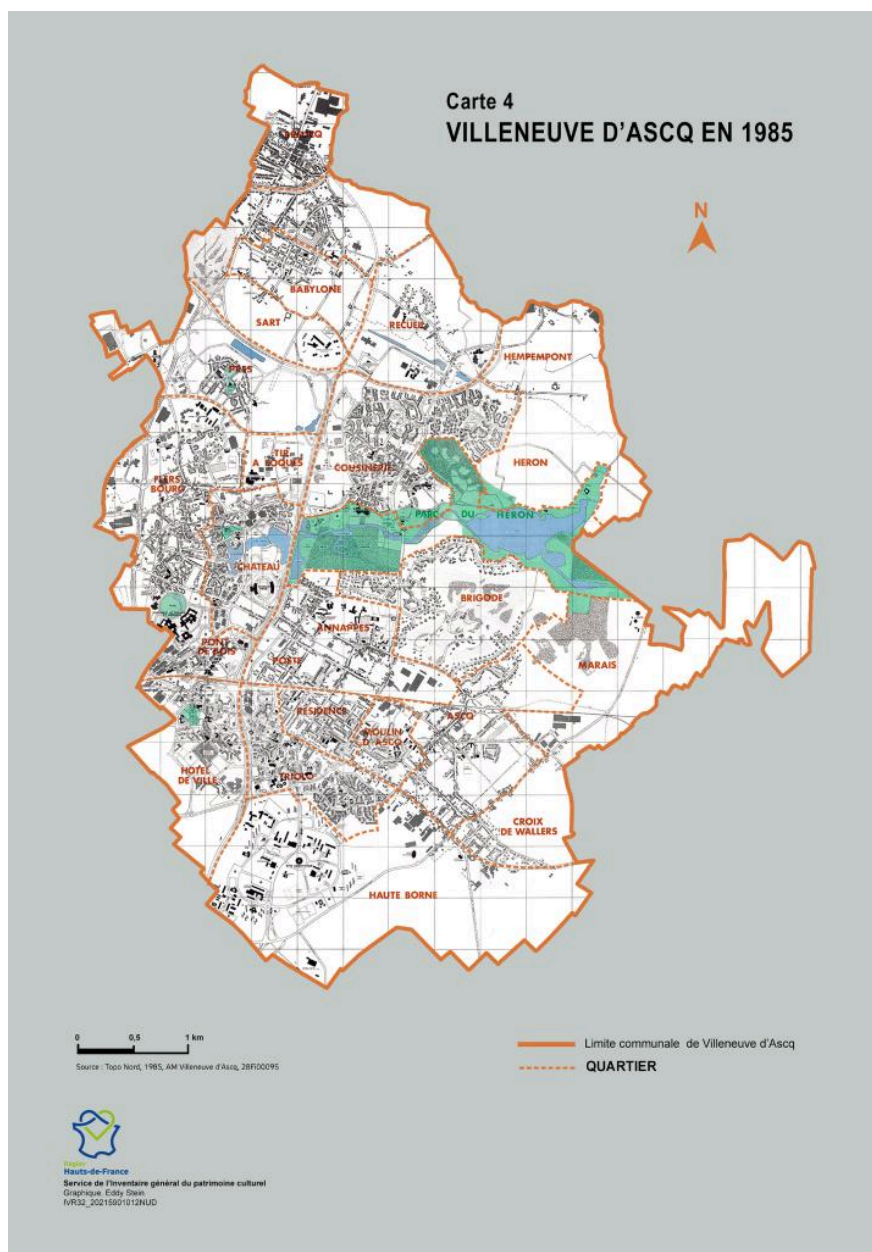 Carte 4
VILLENEUVE D'ASCQ EN 1985
N
BABYLONE
SART
RECUEIL
HEMPEMPONT
PRES
TIR
A LOQUES
COUSINERIE
HERON
FLERS
BOURG
PARC DU HERON
CHATEAU
BRIGODE
ANNAPPES
PONT
DE BOIS
POSTE
MARAIS
RESIDENCE
ASCQ
MOULIN
D'ASCQ
HOTEL
DE VILLE
TRIOLO
CROIX
DE WALLERS
HAUTE BORNE
0 0,5 1 km
Source : Topo Nord, 1985, AM Villeneuve d'Ascq, 28Fi00095
Limite communale de Villeneuve d'Ascq
QUARTIER
Région
Hauts-de-France
Service de l'Inventaire général du patrimoine culturel
Graphique. Eddy Stein
IVR32_20215901012NUD